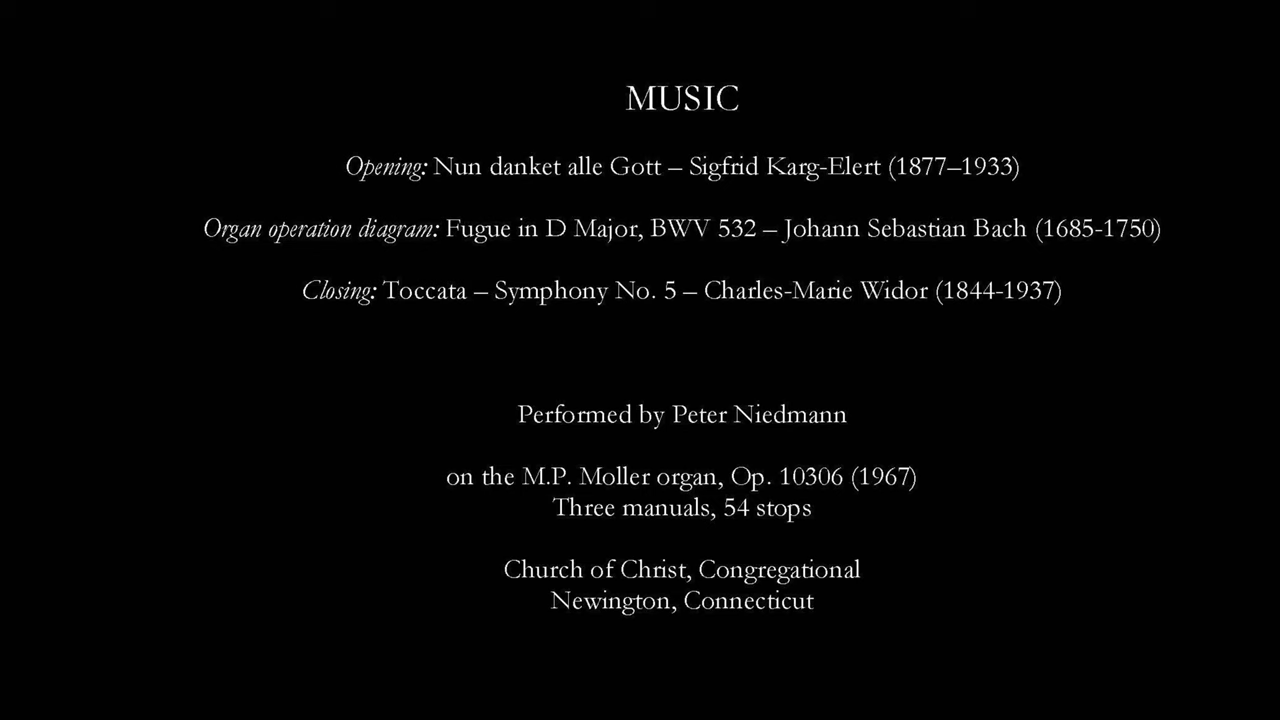 MUSIC
Opening: Nun danket alle Gott – Sigfrid Karg-Elert (1877–1933)
Organ operation diagram: Fugue in D Major, BWV 532 – Johann Sebastian Bach (1685-1750)
Closing: Toccata – Symphony No. 5 – Charles-Marie Widor (1844-1937)
Performed by Peter Niedmann
on the M.P. Moller organ, Op. 10306 (1967)
Three manuals, 54 stops
Church of Christ, Congregational
Newington, Connecticut